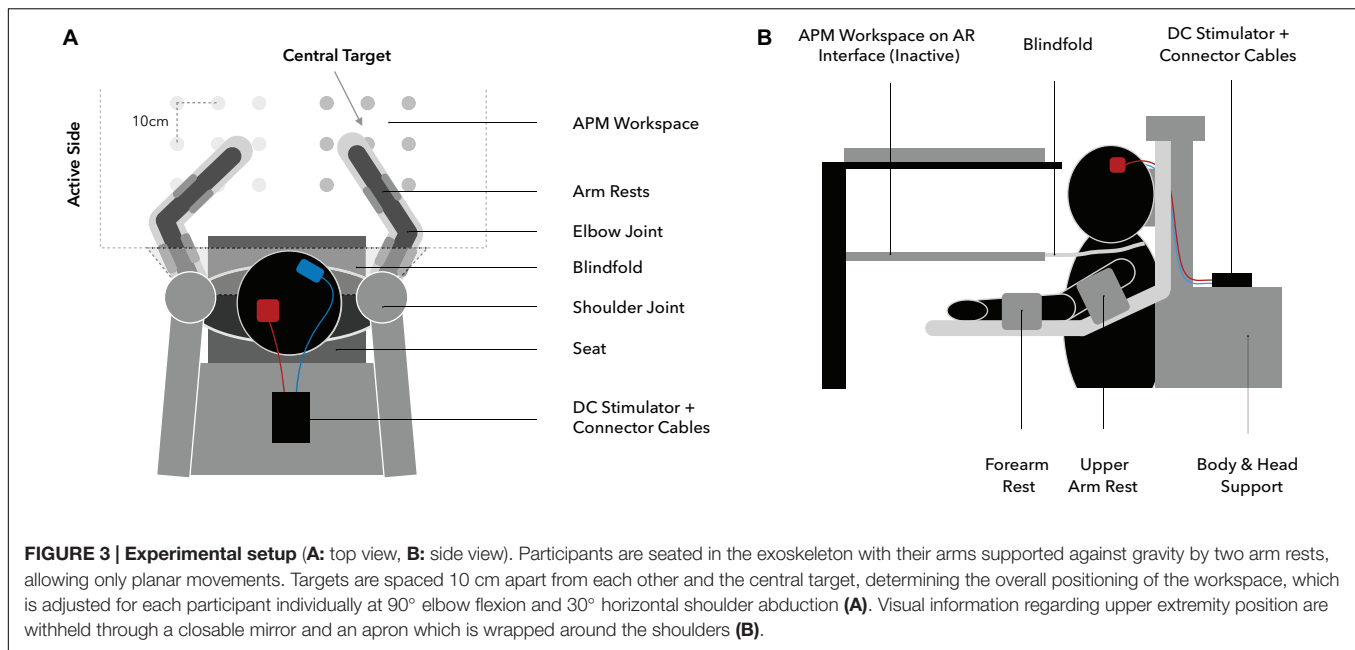 A
Central Target
10cm
Active Side
APM Workspace
Arm Rests
Elbow Joint
Blindfold
Shoulder Joint
Seat
DC Stimulator +
Connector Cables
B
APM Workspace on AR
Interface (Inactive)
Blindfold
DC Stimulator +
Connector Cables
Forearm
Rest
Upper
Arm Rest
Body & Head
Support
FIGURE 3 | Experimental setup (A: top view, B: side view). Participants are seated in the exoskeleton with their arms supported against gravity by two arm rests,
allowing only planar movements. Targets are spaced 10 cm apart from each other and the central target, determining the overall positioning of the workspace, which
is adjusted for each participant individually at 90° elbow flexion and 30° horizontal shoulder abduction (A). Visual information regarding upper extremity position are
withheld through a closable mirror and an apron which is wrapped around the shoulders (B).